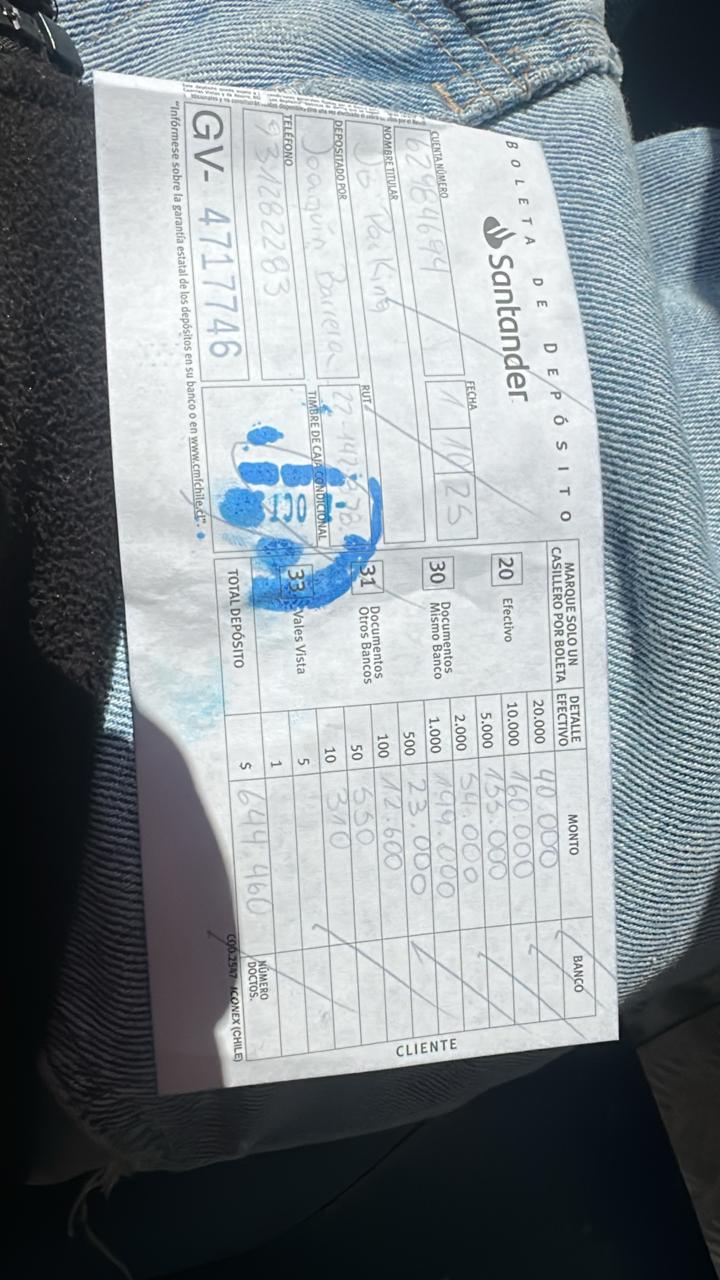 BOLETA DE DEPÓSITO
Santander
CUENTA NÚMERO
62984694
FECHA
1 10 25
NOMBRE TITULAR
Parking
RUT
DEPOSITADO POR
Joaquín Barrera
TELÉFONO
931282283
TIMBRE DE CAJA CONDICIONAL
GV- 4717746
"Infórmese sobre la garantía estatal de los depósitos en su banco o en www.cmfchile.cl".
MARQUE SOLO UN
CASILLERO POR BOLETA
20 Efectivo
30 Documentos
Mismo Banco
31 Documentos
Otros Bancos
33 Vales Vista
TOTAL DEPÓSITO
DETALLE
EFECTIVO
MONTO
BANCO
20.000 40.000
10.000 160.000
5.000 155.000
2.000 54.000
1.000 199.000
500 23.000
100 12.600
50 550
10 310
5
1
$ 644.460
NÚMERO
DOCTOS.
COD.2547 - ICONEX (CHILE)
CLIENTE